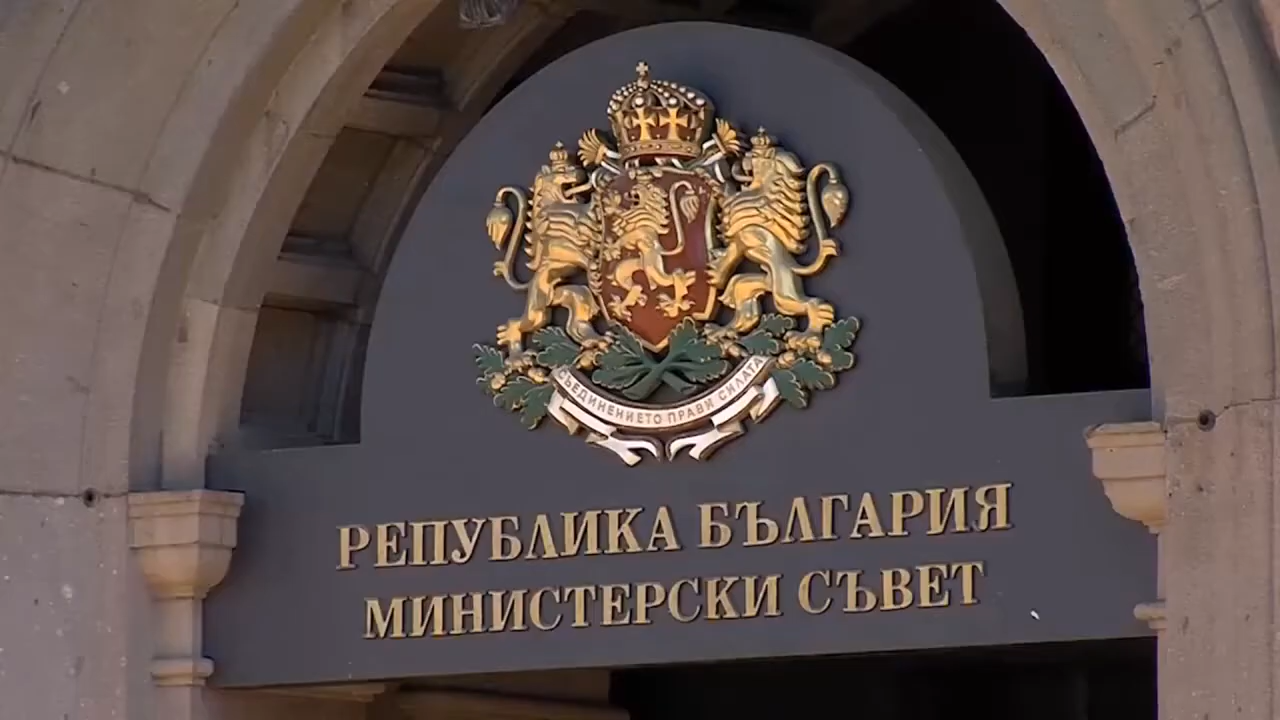 СЪЕДИНЕНИЕТО ПРАВИ СИЛАТА
РЕПУБЛИКА БЪЛГАРИЯ
МИНИСТЕРСКИ СЪВЕТ